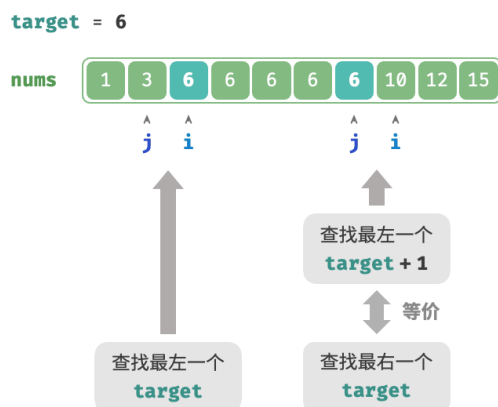 target = 6
nums 1 3 6 6 6 6 6 10 12 15
j i j i
查找最左一个
target + 1
等价
查找最左一个
target
查找最右一个
target